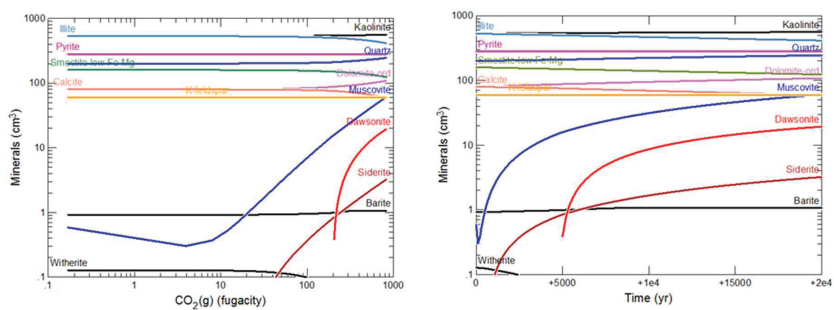 1000
100
10
1
.1
Minerals (cm3)
Illite
Kaolinite
Pyrite
Quartz
Smectite-low-Fe-Mg
Dolomite-ord
Calcite
K-feldspar
Muscovite
Dawsonite
Siderite
Barite
Witherite
.1
1
10
100
1000
CO2(g) (fugacity)
1000
100
10
1
.1
Minerals (cm3)
Illite
Kaolinite
Pyrite
Quartz
Smectite-low-Fe-Mg
Dolomite-ord
Calcite
K-feldspar
Muscovite
Dawsonite
Siderite
Barite
Witherite
0
+5000
+1e4
+15000
+2e4
Time (yr)